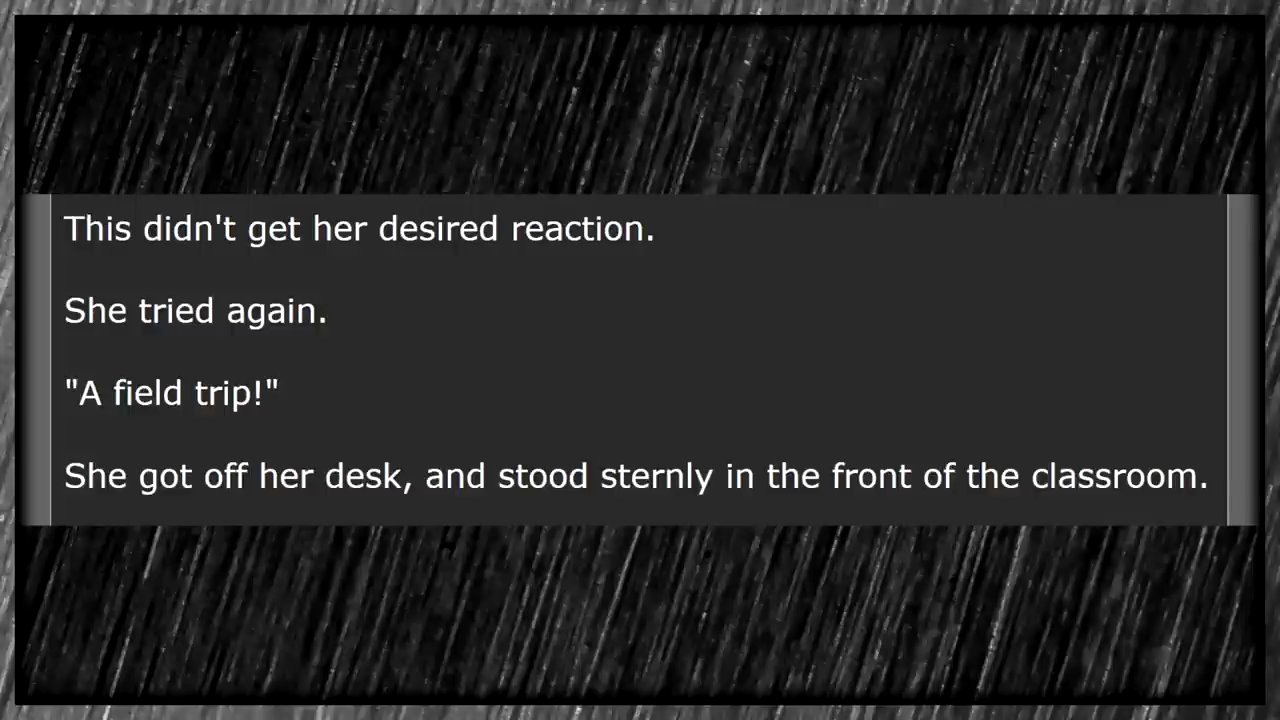 This didn't get her desired reaction.
She tried again.
"A field trip!"
She got off her desk, and stood sternly in the front of the classroom.